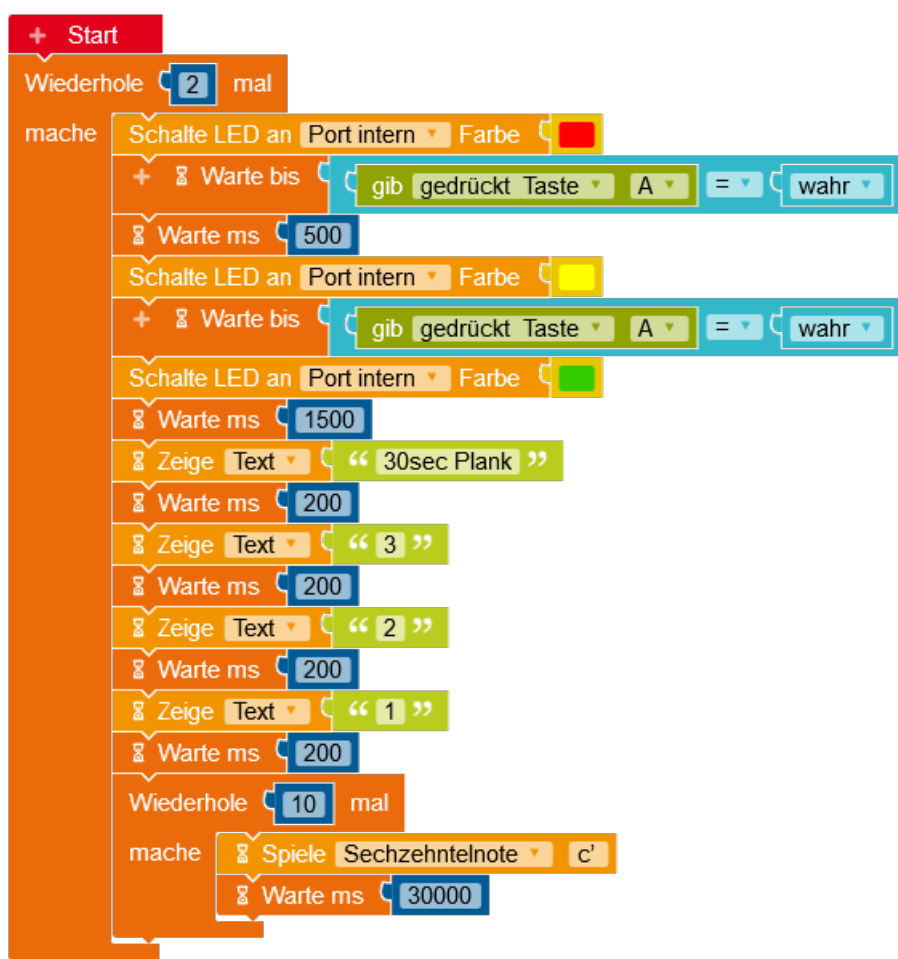 + Start
Wiederhole 2 mal
mache Schalte LED an Port intern Farbe
+ Warte bis gib gedrückt Taste A = wahr
Warte ms 500
Schalte LED an Port intern Farbe
+ Warte bis gib gedrückt Taste A = wahr
Schalte LED an Port intern Farbe
Warte ms 1500
Zeige Text “ 30sec Plank ”
Warte ms 200
Zeige Text “ 3 ”
Warte ms 200
Zeige Text “ 2 ”
Warte ms 200
Zeige Text “ 1 ”
Warte ms 200
Wiederhole 10 mal
mache Spiele Sechzehntelnote c'
Warte ms 30000